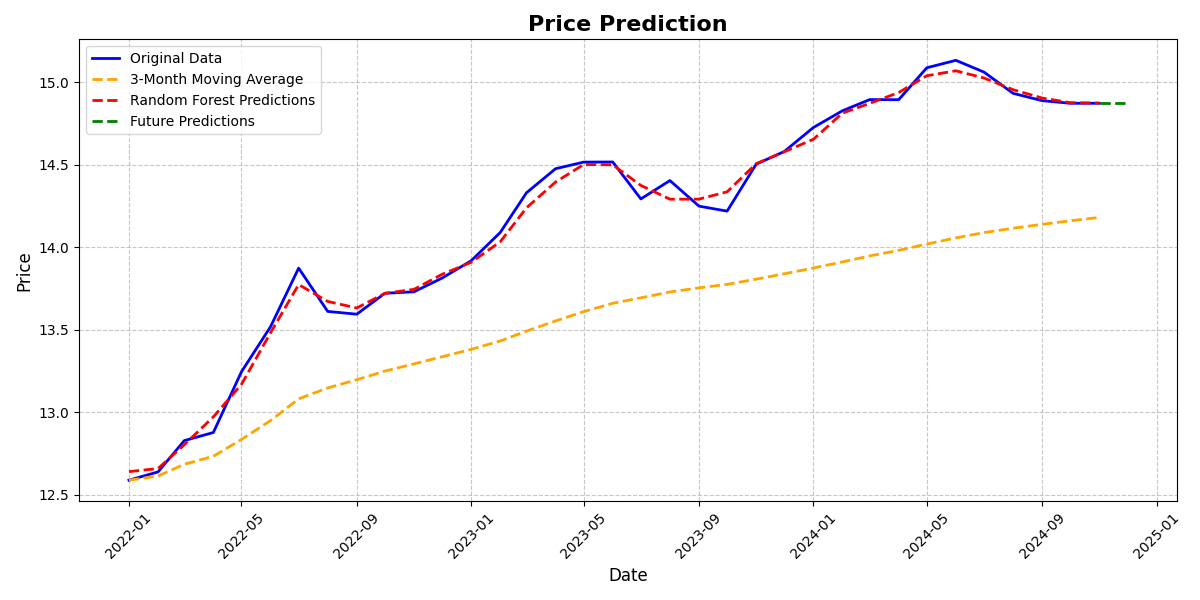 Price Prediction
Original Data
3-Month Moving Average
Random Forest Predictions
Future Predictions
Price
15.0
14.5
14.0
13.5
13.0
12.5
2022-01
2022-05
2022-09
2023-01
2023-05
2023-09
2024-01
2024-05
2024-09
2025-01
Date